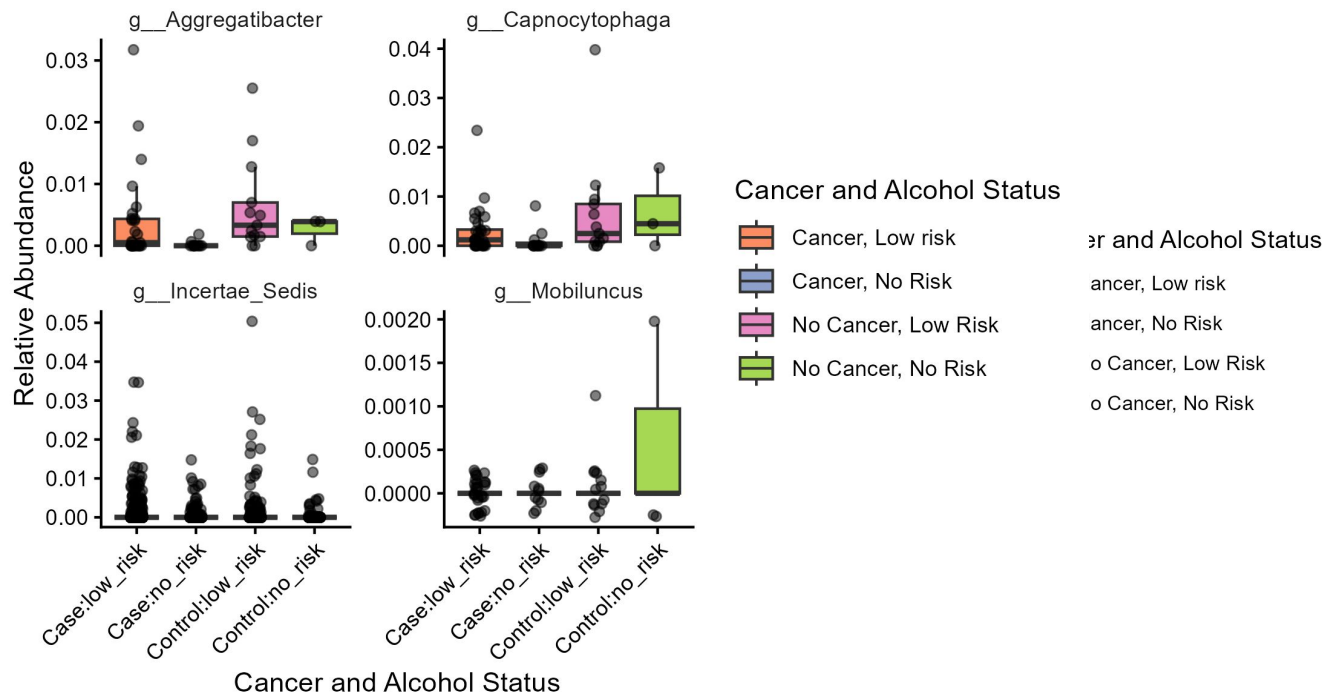 g__Aggregatibacter
g__Capnocytophaga
0.03
0.02
0.01
0.00
0.04
0.03
0.02
0.01
0.00
Relative Abundance
g__Incertae_Sedis
g__Mobiluncus
0.05
0.04
0.03
0.02
0.01
0.00
0.0020
0.0015
0.0010
0.0005
0.0000
Case:low_risk
Case:no_risk
Control:low_risk
Control:no_risk
Case:low_risk
Case:no_risk
Control:low_risk
Control:no_risk
Cancer and Alcohol Status
Cancer and Alcohol Status
Cancer, Low risk
Cancer, No Risk
No Cancer, Low Risk
No Cancer, No Risk
er and Alcohol Status
ancer, Low risk
ancer, No Risk
o Cancer, Low Risk
o Cancer, No Risk